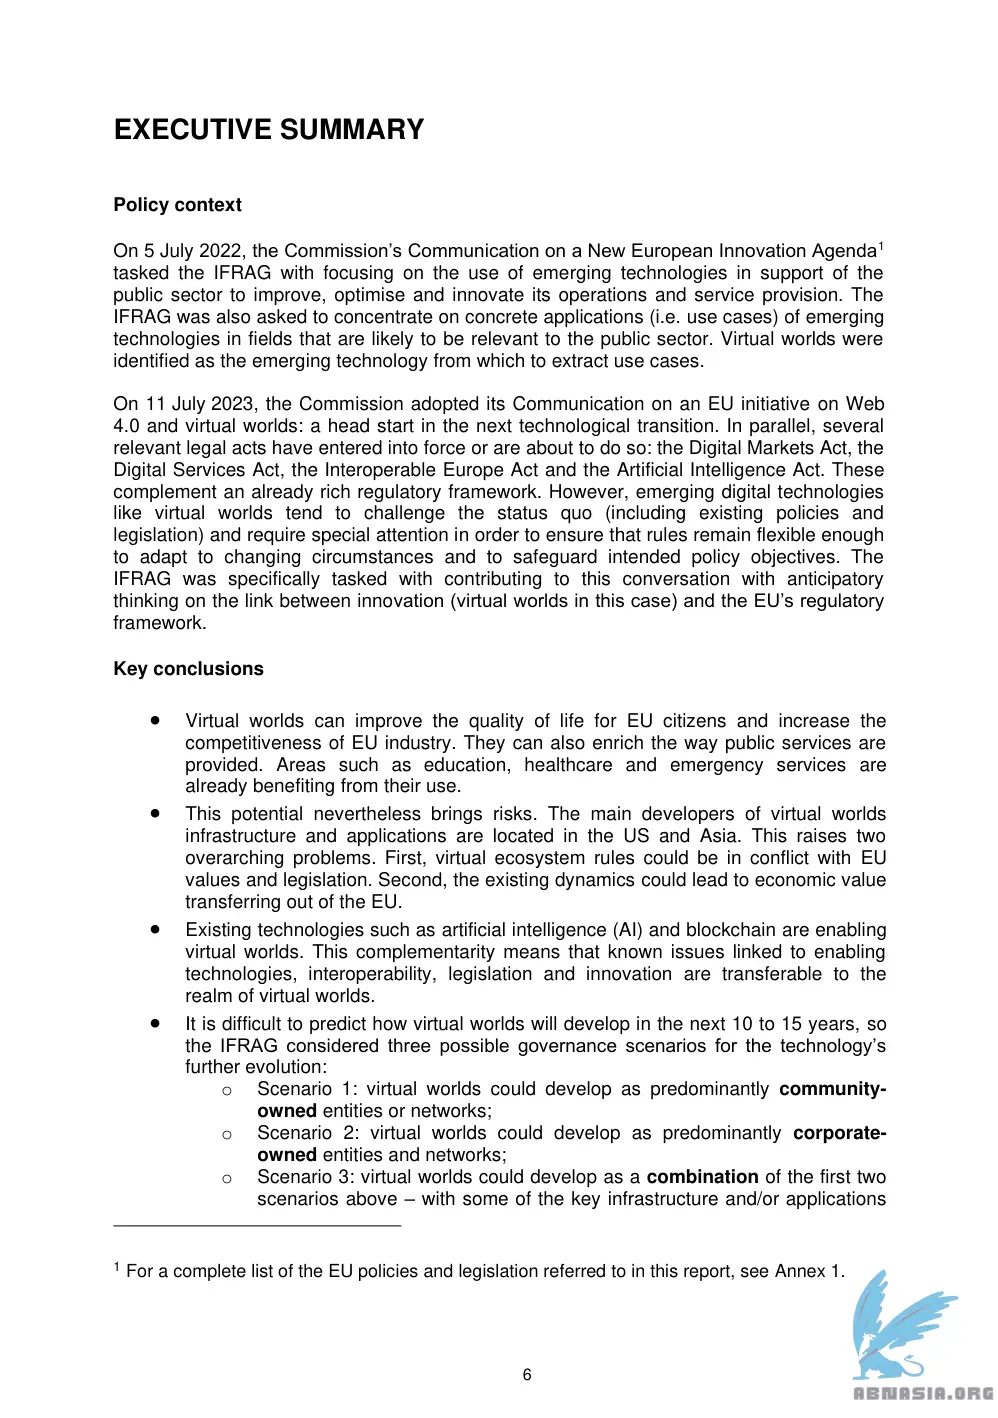 EXECUTIVE SUMMARY
Policy context
On 5 July 2022, the Commission’s Communication on a New European Innovation Agenda1
tasked the IFRAG with focusing on the use of emerging technologies in support of the
public sector to improve, optimise and innovate its operations and service provision. The
IFRAG was also asked to concentrate on concrete applications (i.e. use cases) of emerging
technologies in fields that are likely to be relevant to the public sector. Virtual worlds were
identified as the emerging technology from which to extract use cases.
On 11 July 2023, the Commission adopted its Communication on an EU initiative on Web
4.0 and virtual worlds: a head start in the next technological transition. In parallel, several
relevant legal acts have entered into force or are about to do so: the Digital Markets Act, the
Digital Services Act, the Interoperable Europe Act and the Artificial Intelligence Act. These
complement an already rich regulatory framework. However, emerging digital technologies
like virtual worlds tend to challenge the status quo (including existing policies and
legislation) and require special attention in order to ensure that rules remain flexible enough
to adapt to changing circumstances and to safeguard intended policy objectives. The
IFRAG was specifically tasked with contributing to this conversation with anticipatory
thinking on the link between innovation (virtual worlds in this case) and the EU’s regulatory
framework.
Key conclusions
• Virtual worlds can improve the quality of life for EU citizens and increase the
competitiveness of EU industry. They can also enrich the way public services are
provided. Areas such as education, healthcare and emergency services are
already benefiting from their use.
• This potential nevertheless brings risks. The main developers of virtual worlds
infrastructure and applications are located in the US and Asia. This raises two
overarching problems. First, virtual ecosystem rules could be in conflict with EU
values and legislation. Second, the existing dynamics could lead to economic value
transferring out of the EU.
• Existing technologies such as artificial intelligence (AI) and blockchain are enabling
virtual worlds. This complementarity means that known issues linked to enabling
technologies, interoperability, legislation and innovation are transferable to the
realm of virtual worlds.
• It is difficult to predict how virtual worlds will develop in the next 10 to 15 years, so
the IFRAG considered three possible governance scenarios for the technology’s
further evolution:
o Scenario 1: virtual worlds could develop as predominantly community-
owned entities or networks;
o Scenario 2: virtual worlds could develop as predominantly corporate-
owned entities and networks;
o Scenario 3: virtual worlds could develop as a combination of the first two
scenarios above – with some of the key infrastructure and/or applications
1 For a complete list of the EU policies and legislation referred to in this report, see Annex 1.
6
ABNASIA.ORG